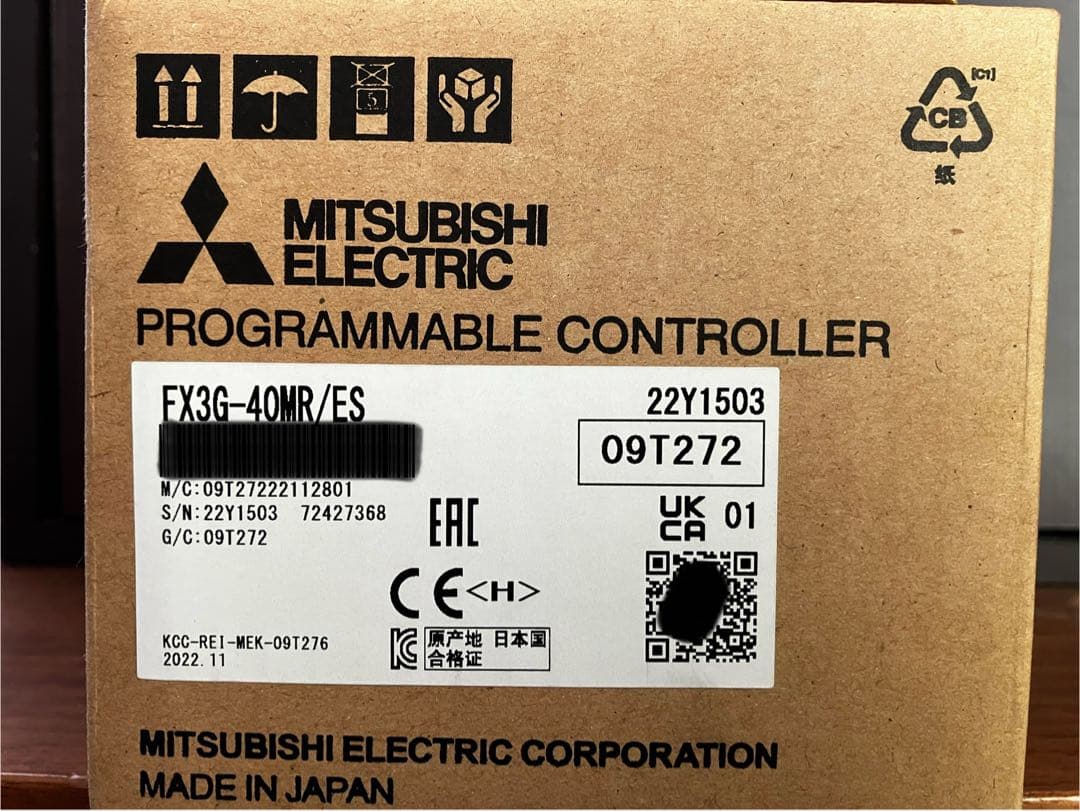 5
[C1]
CB
纸
MITSUBISHI
ELECTRIC
PROGRAMMABLE CONTROLLER
FX3G-40MR/ES
22Y1503
09T272
M/C:09T27222112801
S/N:22Y1503 72427368
G/C:09T272
EAC
UK
CA
01
CE<H>
KCC-REI-MEK-09T276
2022.11
原产地 日本国
合格证
MITSUBISHI ELECTRIC CORPORATION
MADE IN JAPAN